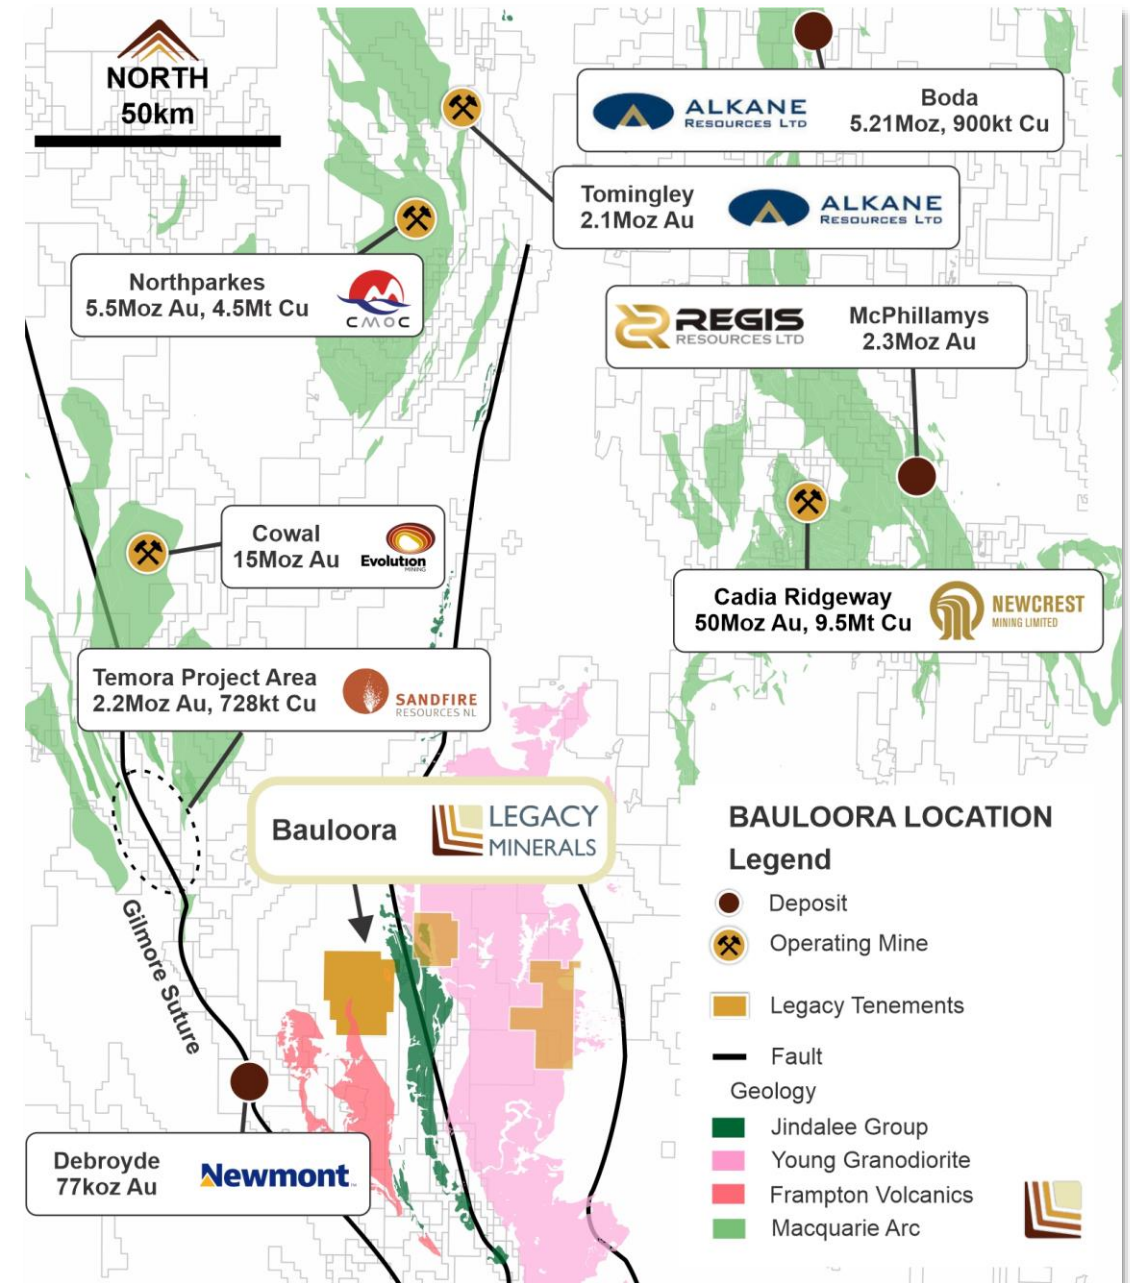 NORTH
50km
ALKANE
RESOURCES LTD
Boda
5.21Moz, 900kt Cu
Tomingley
2.1Moz Au
ALKANE
RESOURCES LTD
Northparkes
5.5Moz Au, 4.5Mt Cu
CMOC
REGIS
RESOURCES LTD
McPhillamys
2.3Moz Au
Cowal
15Moz Au
Evolution
MINING
Cadia Ridgeway
50Moz Au, 9.5Mt Cu
NEWCREST
MINING LIMITED
Temora Project Area
2.2Moz Au, 728kt Cu
SANDFIRE
RESOURCES NL
Bauloora
LEGACY
MINERALS
Gilmore Suture
Debroyde
77koz Au
Newmont
BAULOORA LOCATION
Legend
Deposit
Operating Mine
Legacy Tenements
Fault
Geology
Jindalee Group
Young Granodiorite
Frampton Volcanics
Macquarie Arc